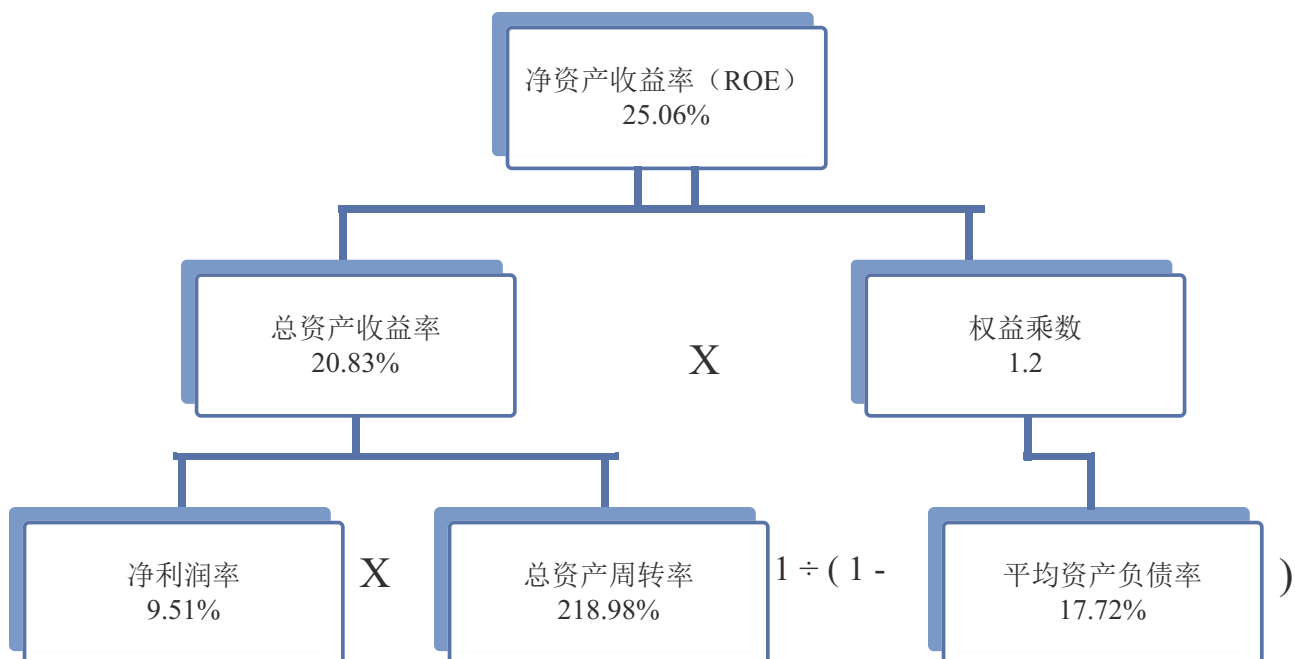 净资产收益率（ROE）
25.06%
总资产收益率
20.83%
X
权益乘数
1.2
净利润率
9.51%
X
总资产周转率
218.98%
1 ÷ ( 1 -
平均资产负债率
17.72%
)